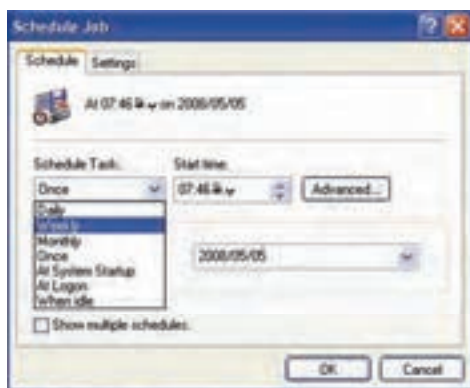 Schedule Job
Schedule Settings
At 07:46 ب.ظ on 2008/05/05
Schedule Task: Start time:
Once 07:46 ب.ظ Advanced...
Daily
Weekly
Monthly
Once
At System Startup
At Logon
When idle
2008/05/05
Show multiple schedules.
OK Cancel